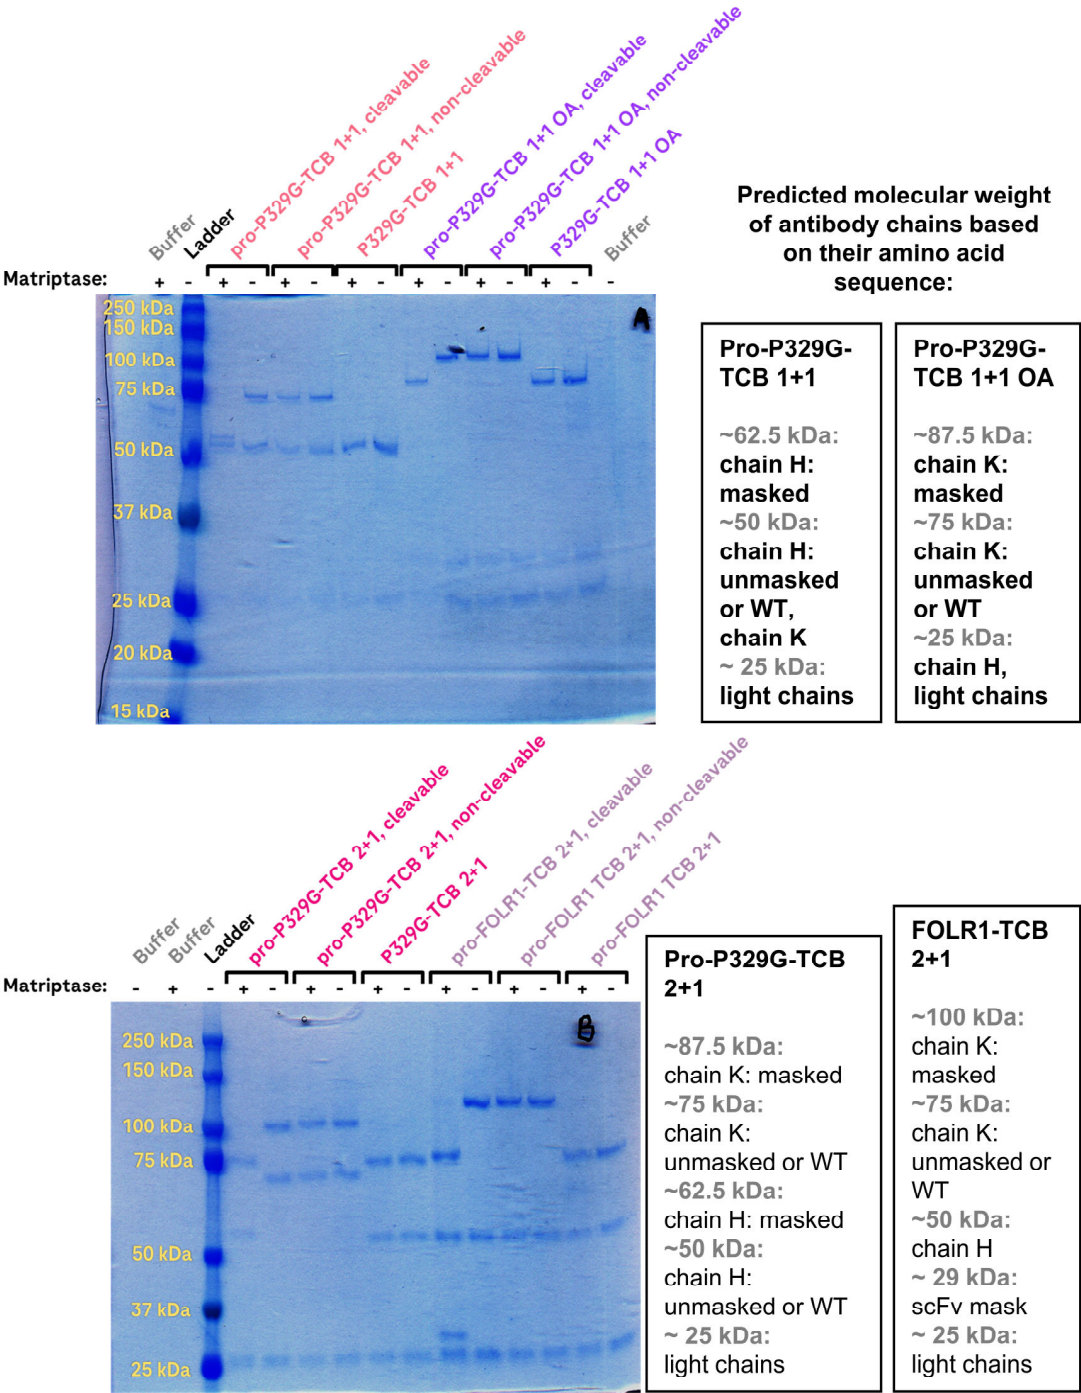 pro-P329G-TCB 1+1, cleavable
pro-P329G-TCB 1+1, non-cleavable
P329G-TCB 1+1
pro-P329G-TCB 1+1 OA, cleavable
pro-P329G-TCB 1+1 OA, non-cleavable
P329G-TCB 1+1 OA
Buffer
Ladder
Buffer
Matriptase: + - + - + - + - + - + - + - -
250 kDa
150 kDa
100 kDa
75 kDa
50 kDa
37 kDa
25 kDa
20 kDa
15 kDa
A
Predicted molecular weight
of antibody chains based
on their amino acid
sequence:
Pro-P329G-
TCB 1+1
~62.5 kDa:
chain H:
masked
~50 kDa:
chain H:
unmasked
or WT,
chain K
~ 25 kDa:
light chains
Pro-P329G-
TCB 1+1 OA
~87.5 kDa:
chain K:
masked
~75 kDa:
chain K:
unmasked
or WT
~25 kDa:
chain H,
light chains
Buffer
Buffer
Ladder
pro-P329G-TCB 2+1, cleavable
pro-P329G-TCB 2+1, non-cleavable
P329G-TCB 2+1
pro-FOLR1-TCB 2+1, cleavable
pro-FOLR1 TCB 2+1, non-cleavable
pro-FOLR1 TCB 2+1
Matriptase: - + - + - + - + - + - + - + -
250 kDa
150 kDa
100 kDa
75 kDa
50 kDa
37 kDa
25 kDa
B
Pro-P329G-TCB
2+1
~87.5 kDa:
chain K: masked
~75 kDa:
chain K:
unmasked or WT
~62.5 kDa:
chain H: masked
~50 kDa:
chain H:
unmasked or WT
~ 25 kDa:
light chains
FOLR1-TCB
2+1
~100 kDa:
chain K:
masked
~75 kDa:
chain K:
unmasked or
WT
~50 kDa:
chain H
~ 29 kDa:
scFv mask
~ 25 kDa:
light chains